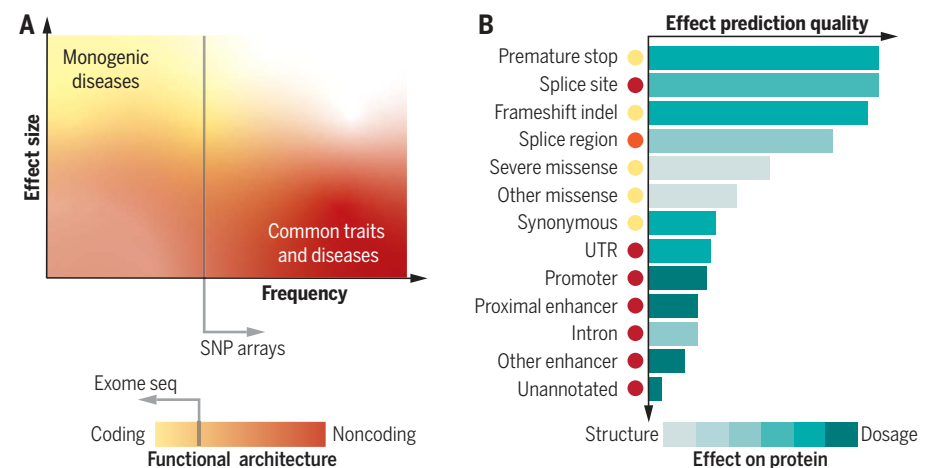 A
Monogenic
diseases
Effect size
Common traits
and diseases
Frequency
SNP arrays
Exome seq
Coding
Noncoding
Functional architecture
B
Effect prediction quality
Premature stop
Splice site
Frameshift indel
Splice region
Severe missense
Other missense
Synonymous
UTR
Promoter
Proximal enhancer
Intron
Other enhancer
Unannotated
Structure
Dosage
Effect on protein